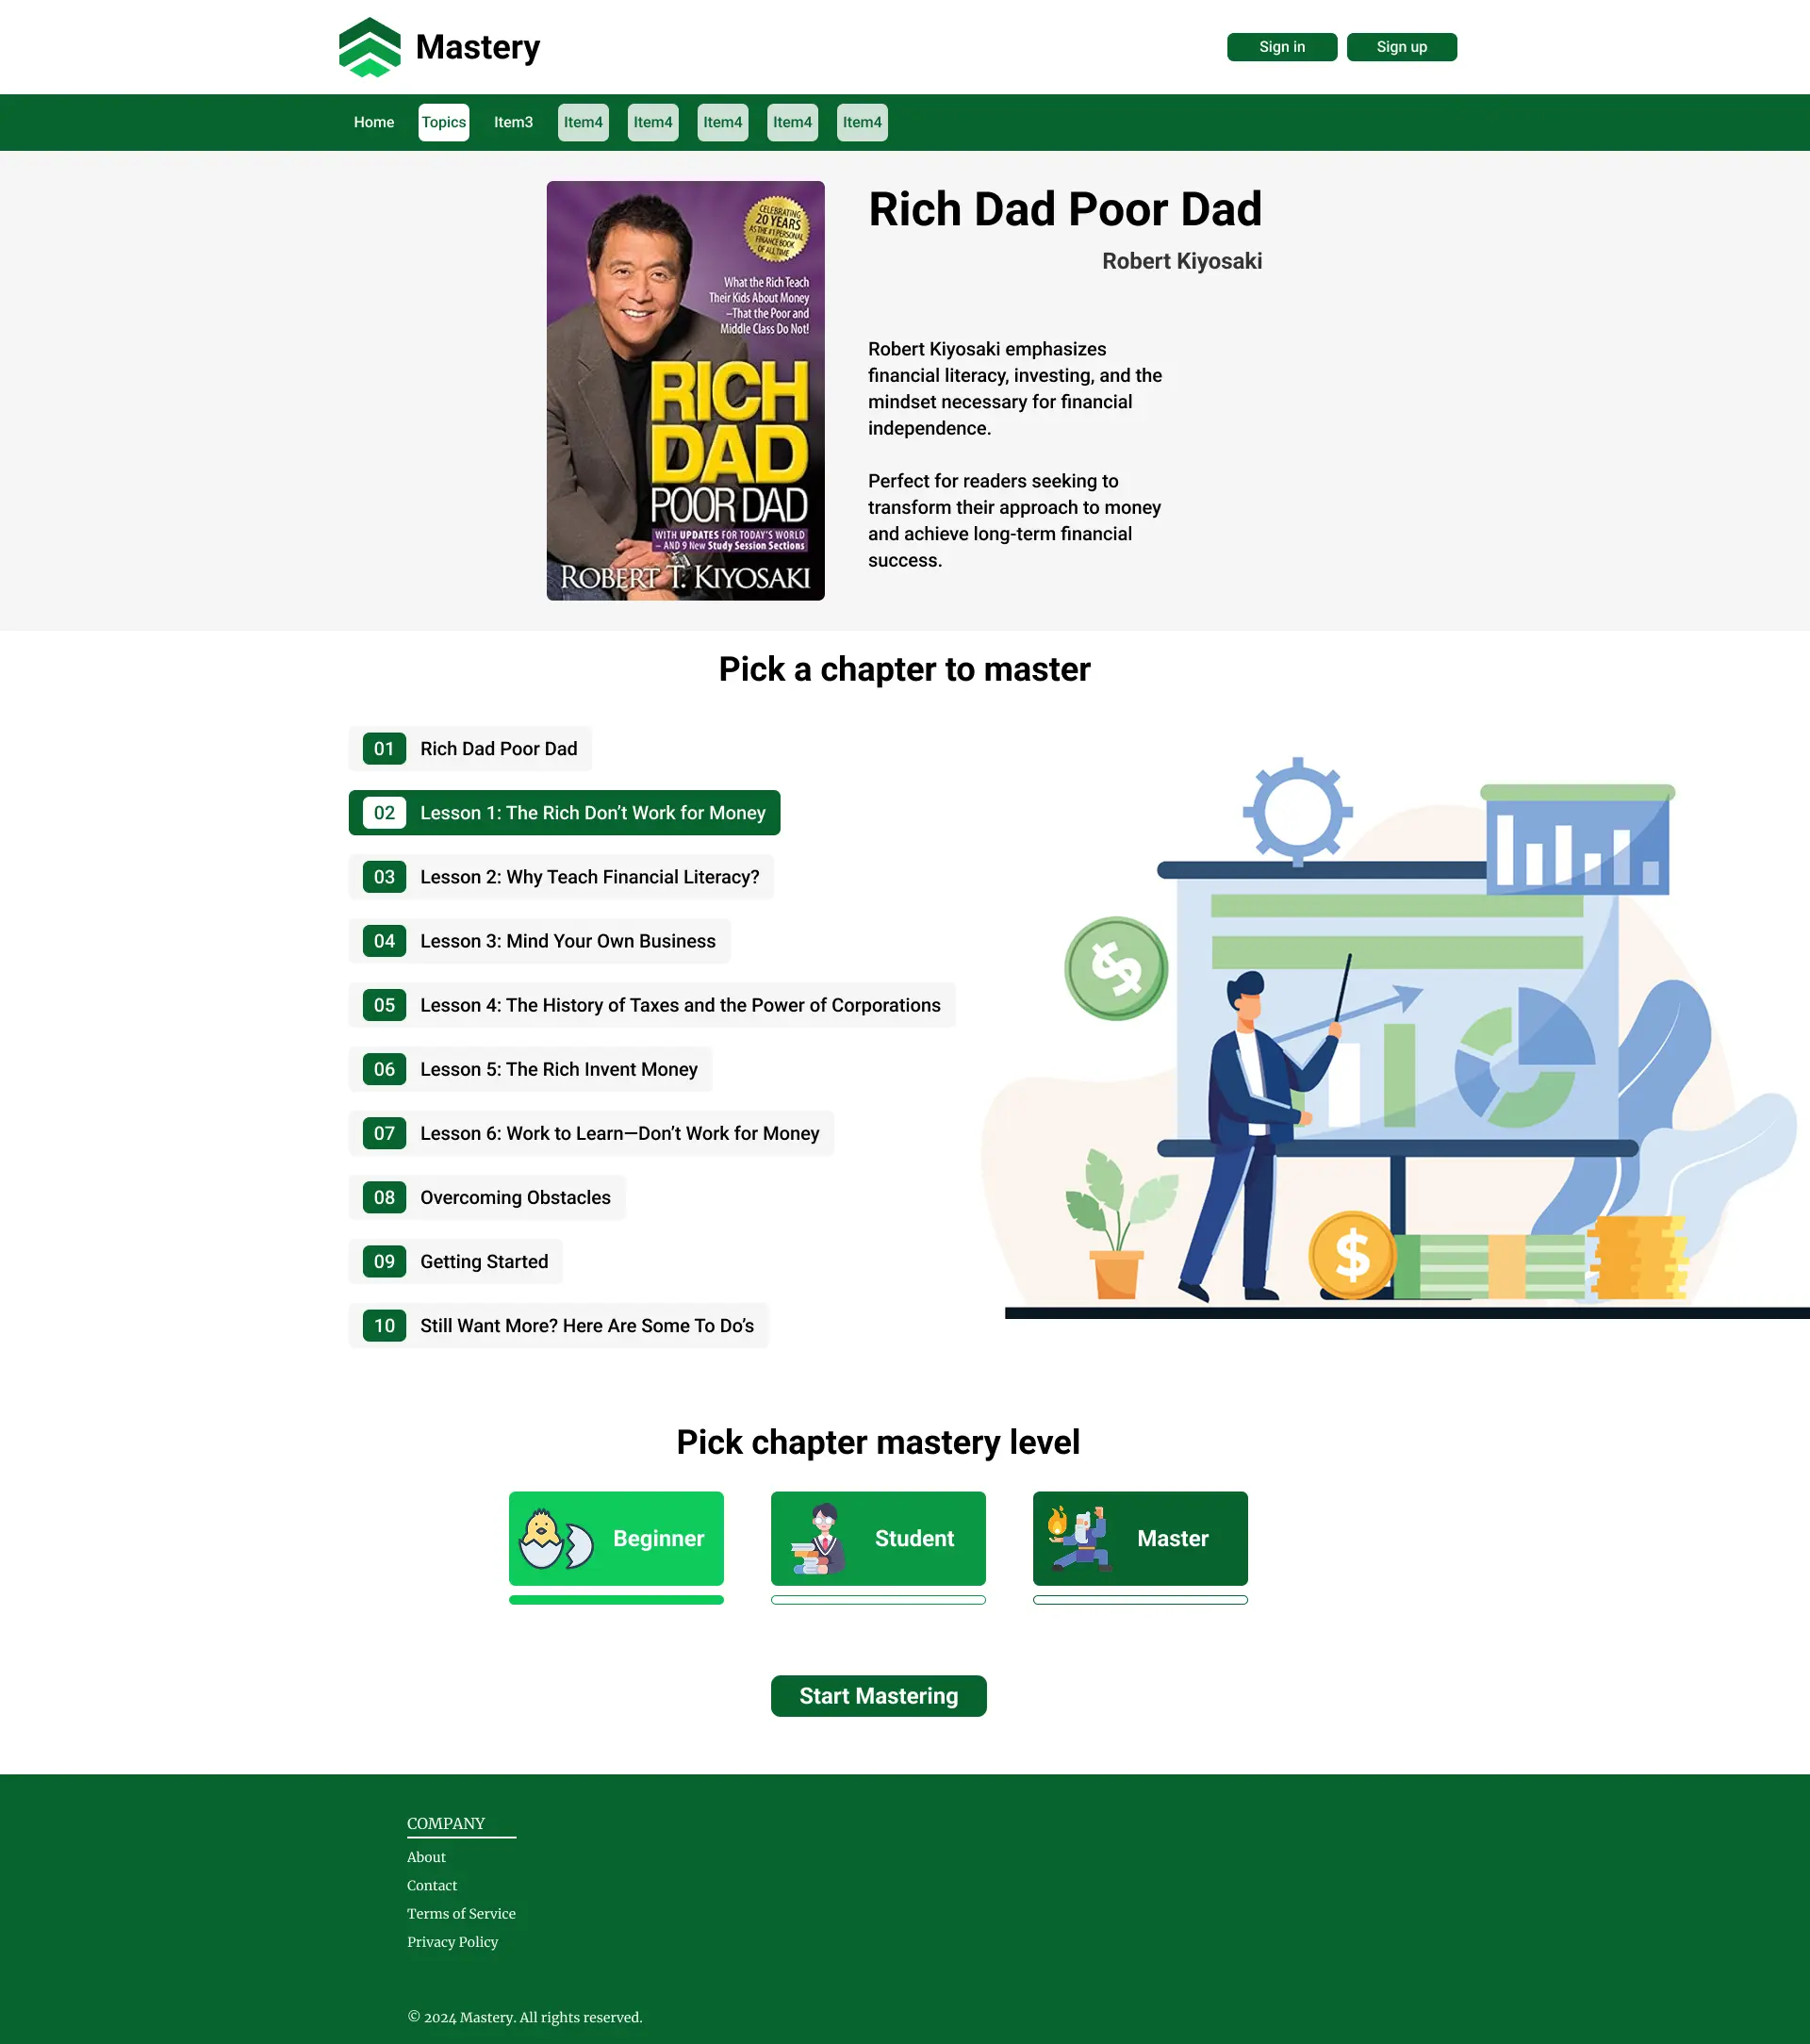 Mastery
Sign in
Sign up
Home
Topics
Item3
Item4
Item4
Item4
Item4
Item4
CELEBRATING
20 YEARS
AS THE #1 PERSONAL
FINANCE BOOK
OF ALL TIME
What the Rich Teach
Their Kids About Money
–That the Poor and
Middle Class Do Not!
RICH
DAD
POOR DAD
WITH UPDATES FOR TODAY'S WORLD
– AND 9 New Study Session Sections
ROBERT T. KIYOSAKI
Rich Dad Poor Dad
Robert Kiyosaki
Robert Kiyosaki emphasizes
financial literacy, investing, and the
mindset necessary for financial
independence.
Perfect for readers seeking to
transform their approach to money
and achieve long-term financial
success.
Pick a chapter to master
01 Rich Dad Poor Dad
02 Lesson 1: The Rich Don’t Work for Money
03 Lesson 2: Why Teach Financial Literacy?
04 Lesson 3: Mind Your Own Business
05 Lesson 4: The History of Taxes and the Power of Corporations
06 Lesson 5: The Rich Invent Money
07 Lesson 6: Work to Learn—Don’t Work for Money
08 Overcoming Obstacles
09 Getting Started
10 Still Want More? Here Are Some To Do’s
$
$
Pick chapter mastery level
Beginner
Student
Master
Start Mastering
COMPANY
About
Contact
Terms of Service
Privacy Policy
© 2024 Mastery. All rights reserved.